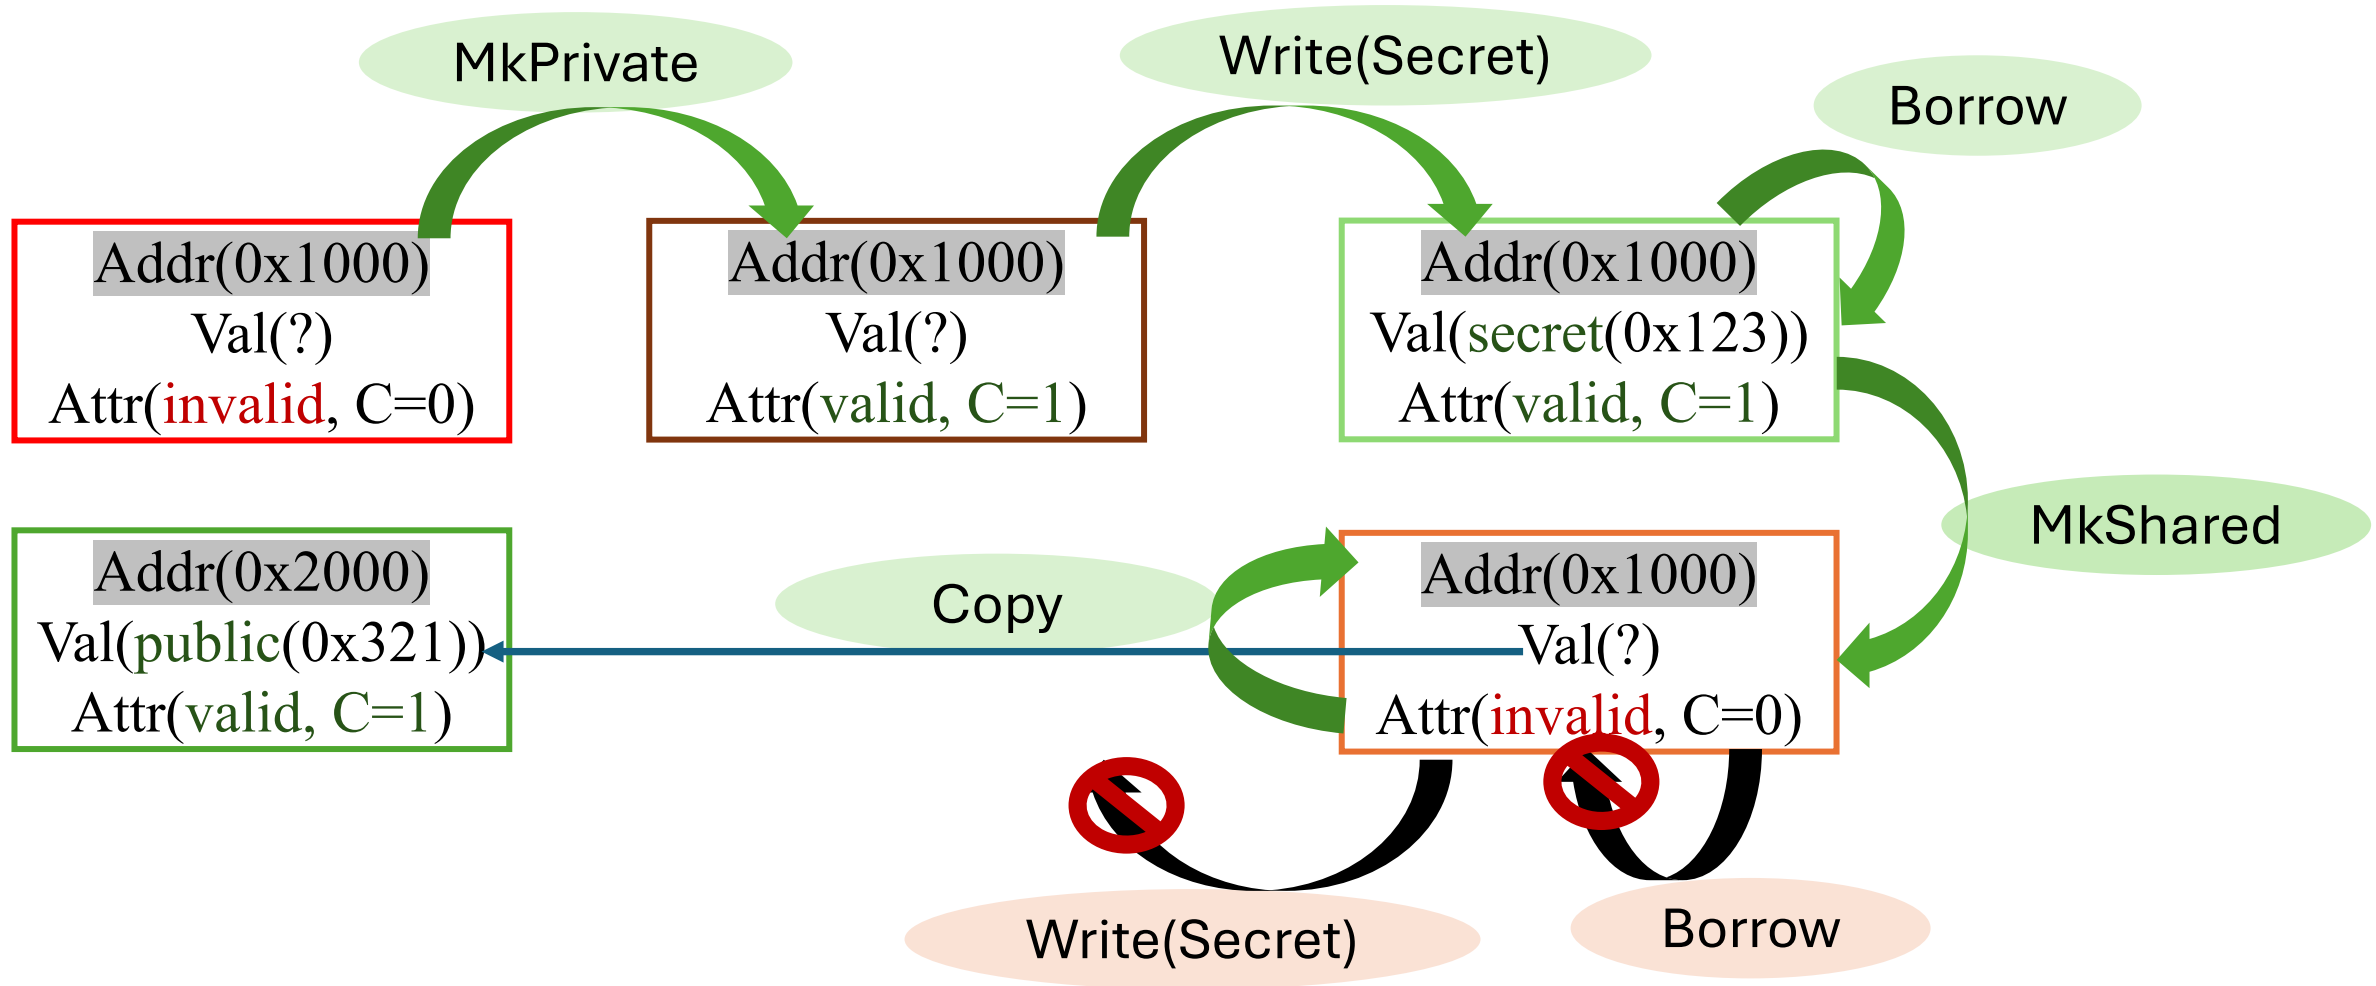 MkPrivate
Write(Secret)
Borrow
Addr(0x1000)
Val(?)
Attr(invalid, C=0)
Addr(0x1000)
Val(?)
Attr(valid, C=1)
Addr(0x1000)
Val(secret(0x123))
Attr(valid, C=1)
MkShared
Addr(0x2000)
Val(public(0x321))
Attr(valid, C=1)
Copy
Addr(0x1000)
Val(?)
Attr(invalid, C=0)
Write(Secret)
Borrow